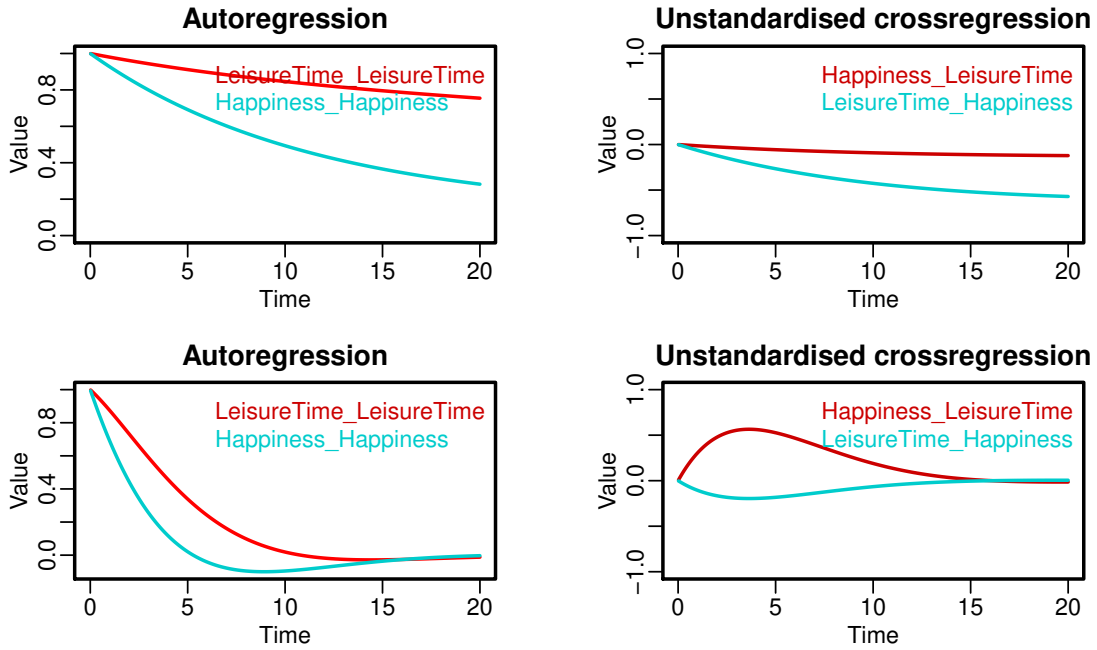 Autoregression
LeisureTime_LeisureTime
Happiness_Happiness
Value
0.0 0.4 0.8
0 5 10 15 20
Time
Unstandardised crossregression
Happiness_LeisureTime
LeisureTime_Happiness
Value
−1.0 0.0 1.0
0 5 10 15 20
Time
Autoregression
LeisureTime_LeisureTime
Happiness_Happiness
Value
0.0 0.4 0.8
0 5 10 15 20
Time
Unstandardised crossregression
Happiness_LeisureTime
LeisureTime_Happiness
Value
−1.0 0.0 1.0
0 5 10 15 20
Time